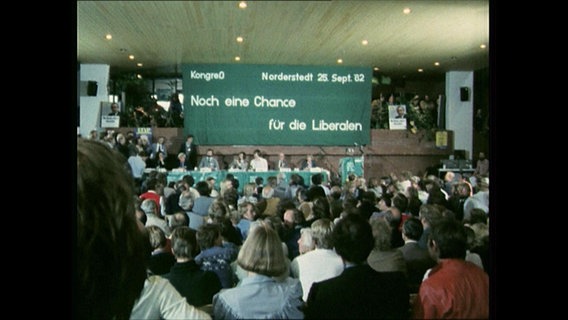 Kongreß Norderstedt 25. Sept. 82
Noch eine Chance
für die Liberalen